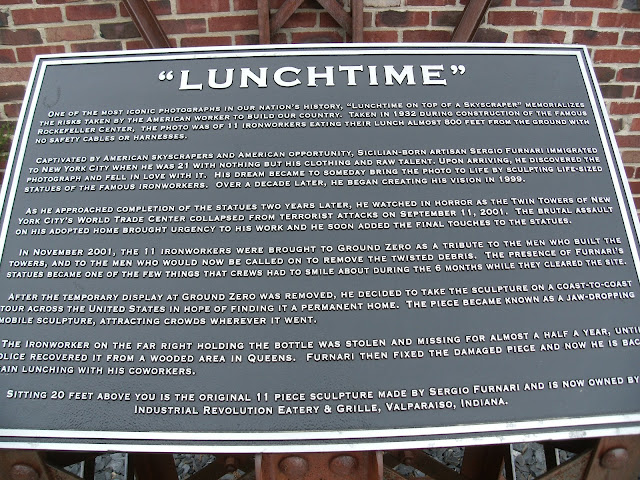 "LUNCHTIME"
ONE OF THE MOST ICONIC PHOTOGRAPHS IN OUR NATION'S HISTORY, "LUNCHTIME ON TOP OF A SKYSCRAPER" MEMORIALIZES
THE RISKS TAKEN BY THE AMERICAN WORKER TO BUILD OUR COUNTRY. TAKEN IN 1932 DURING CONSTRUCTION OF THE FAMOUS
ROCKEFELLER CENTER, THE PHOTO WAS OF 11 IRONWORKERS EATING THEIR LUNCH ALMOST 800 FEET FROM THE GROUND WITH
NO SAFETY CABLES OR HARNESSES.
CAPTIVATED BY AMERICAN SKYSCRAPERS AND AMERICAN OPPORTUNITY, SICILIAN-BORN ARTISAN SERGIO FURNARI IMMIGRATED
TO NEW YORK CITY WHEN HE WAS 21 WITH NOTHING BUT HIS CLOTHING AND RAW TALENT. UPON ARRIVING, HE DISCOVERED THE
PHOTOGRAPH AND FELL IN LOVE WITH IT. HIS DREAM BECAME TO SOMEDAY BRING THE PHOTO TO LIFE BY SCULPTING LIFE-SIZED
STATUES OF THE FAMOUS IRONWORKERS. OVER A DECADE LATER, HE BEGAN CREATING HIS VISION IN 1999.
AS HE APPROACHED COMPLETION OF THE STATUES TWO YEARS LATER, HE WATCHED IN HORROR AS THE TWIN TOWERS OF NEW
YORK CITY'S WORLD TRADE CENTER COLLAPSED FROM TERRORIST ATTACKS ON SEPTEMBER 11, 2001. THE BRUTAL ASSAULT
ON HIS ADOPTED HOME BROUGHT URGENCY TO HIS WORK AND HE SOON ADDED THE FINAL TOUCHES TO THE STATUES.
IN NOVEMBER 2001, THE 11 IRONWORKERS WERE BROUGHT TO GROUND ZERO AS A TRIBUTE TO THE MEN WHO BUILT THE
TOWERS, AND TO THE MEN WHO WOULD NOW BE CALLED ON TO REMOVE THE TWISTED DEBRIS. THE PRESENCE OF FURNARI'S
STATUES BECAME ONE OF THE FEW THINGS THAT CREWS HAD TO SMILE ABOUT DURING THE 6 MONTHS WHILE THEY CLEARED THE SITE.
AFTER THE TEMPORARY DISPLAY AT GROUND ZERO WAS REMOVED, HE DECIDED TO TAKE THE SCULPTURE ON A COAST-TO-COAST
TOUR ACROSS THE UNITED STATES IN HOPE OF FINDING IT A PERMANENT HOME. THE PIECE BECAME KNOWN AS A JAW-DROPPING
MOBILE SCULPTURE, ATTRACTING CROWDS WHEREVER IT WENT.
THE IRONWORKER ON THE FAR RIGHT HOLDING THE BOTTLE WAS STOLEN AND MISSING FOR ALMOST A HALF A YEAR, UNTIL
OLICE RECOVERED IT FROM A WOODED AREA IN QUEENS. FURNARI THEN FIXED THE DAMAGED PIECE AND NOW HE IS BAC
AIN LUNCHING WITH HIS COWORKERS.
SITTING 20 FEET ABOVE YOU IS THE ORIGINAL 11 PIECE SCULPTURE MADE BY SERGIO FURNARI AND IS NOW OWNED BY
INDUSTRIAL REVOLUTION EATERY & GRILLE, VALPARAISO, INDIANA.